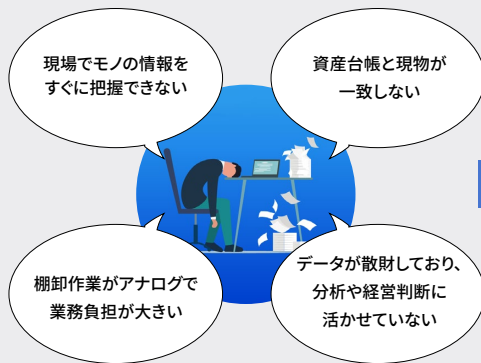 現場でモノの情報を
すぐに把握できない
資産台帳と現物が
一致しない
棚卸作業がアナログで
業務負担が大きい
データが散財しており、
分析や経営判断に
活かせていない